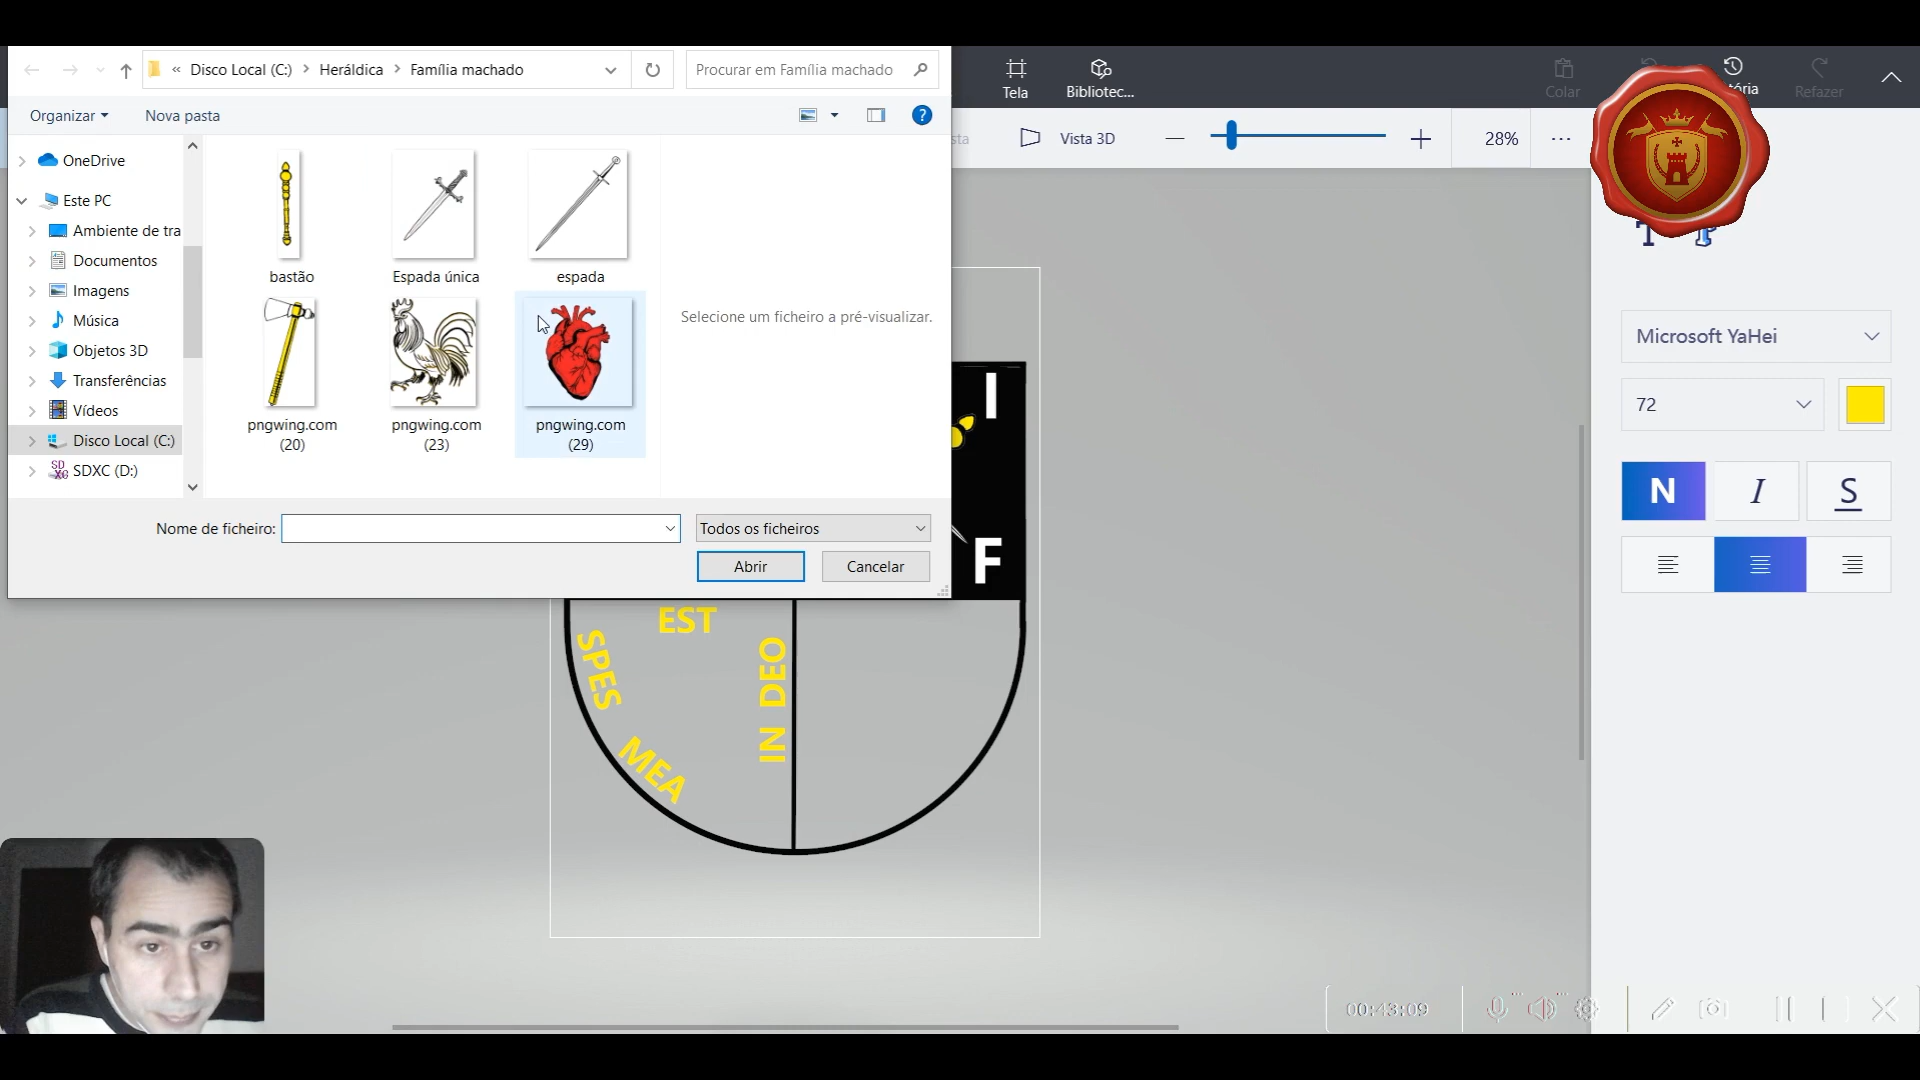 « Disco Local (C:) > Heráldica > Família machado
Procurar em Família machado
Tela
Bibliotec...
Colar
Refazer
Organizar
Nova pasta
?
Vista 3D
28%
OneDrive
Este PC
Ambiente de tra
Documentos
Imagens
Música
Objetos 3D
Transferências
Vídeos
Disco Local (C:)
SDXC (D:)
bastão
Espada única
espada
pngwing.com
(20)
pngwing.com
(23)
pngwing.com
(29)
Selecione um ficheiro a pré-visualizar.
Nome de ficheiro:
Todos os ficheiros
Abrir
Cancelar
Microsoft YaHei
72
N
I
S
I
F
EST
SPES
MEA
IN DEO
00:43:09